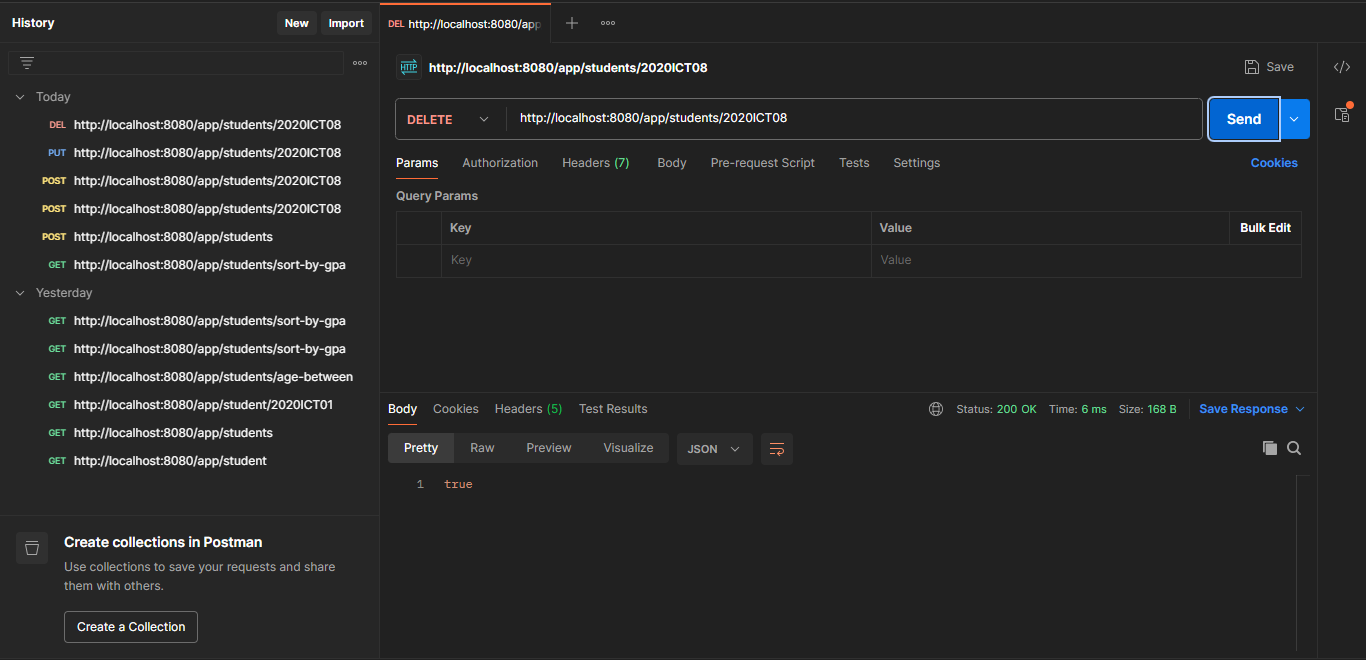 History
New
Import
Today
DEL http://localhost:8080/app/students/2020ICT08
PUT http://localhost:8080/app/students/2020ICT08
POST http://localhost:8080/app/students/2020ICT08
POST http://localhost:8080/app/students/2020ICT08
POST http://localhost:8080/app/students
GET http://localhost:8080/app/students/sort-by-gpa
Yesterday
GET http://localhost:8080/app/students/sort-by-gpa
GET http://localhost:8080/app/students/sort-by-gpa
GET http://localhost:8080/app/students/age-between
GET http://localhost:8080/app/student/2020ICT01
GET http://localhost:8080/app/students
GET http://localhost:8080/app/student
Create collections in Postman
Use collections to save your requests and share
them with others.
Create a Collection
DEL http://localhost:8080/app
HTTP http://localhost:8080/app/students/2020ICT08
Save
DELETE http://localhost:8080/app/students/2020ICT08
Send
Params Authorization Headers (7) Body Pre-request Script Tests Settings
Cookies
Query Params
Key Value Bulk Edit
Key Value
Body Cookies Headers (5) Test Results
Status: 200 OK Time: 6 ms Size: 168 B Save Response
Pretty Raw Preview Visualize JSON
1 true